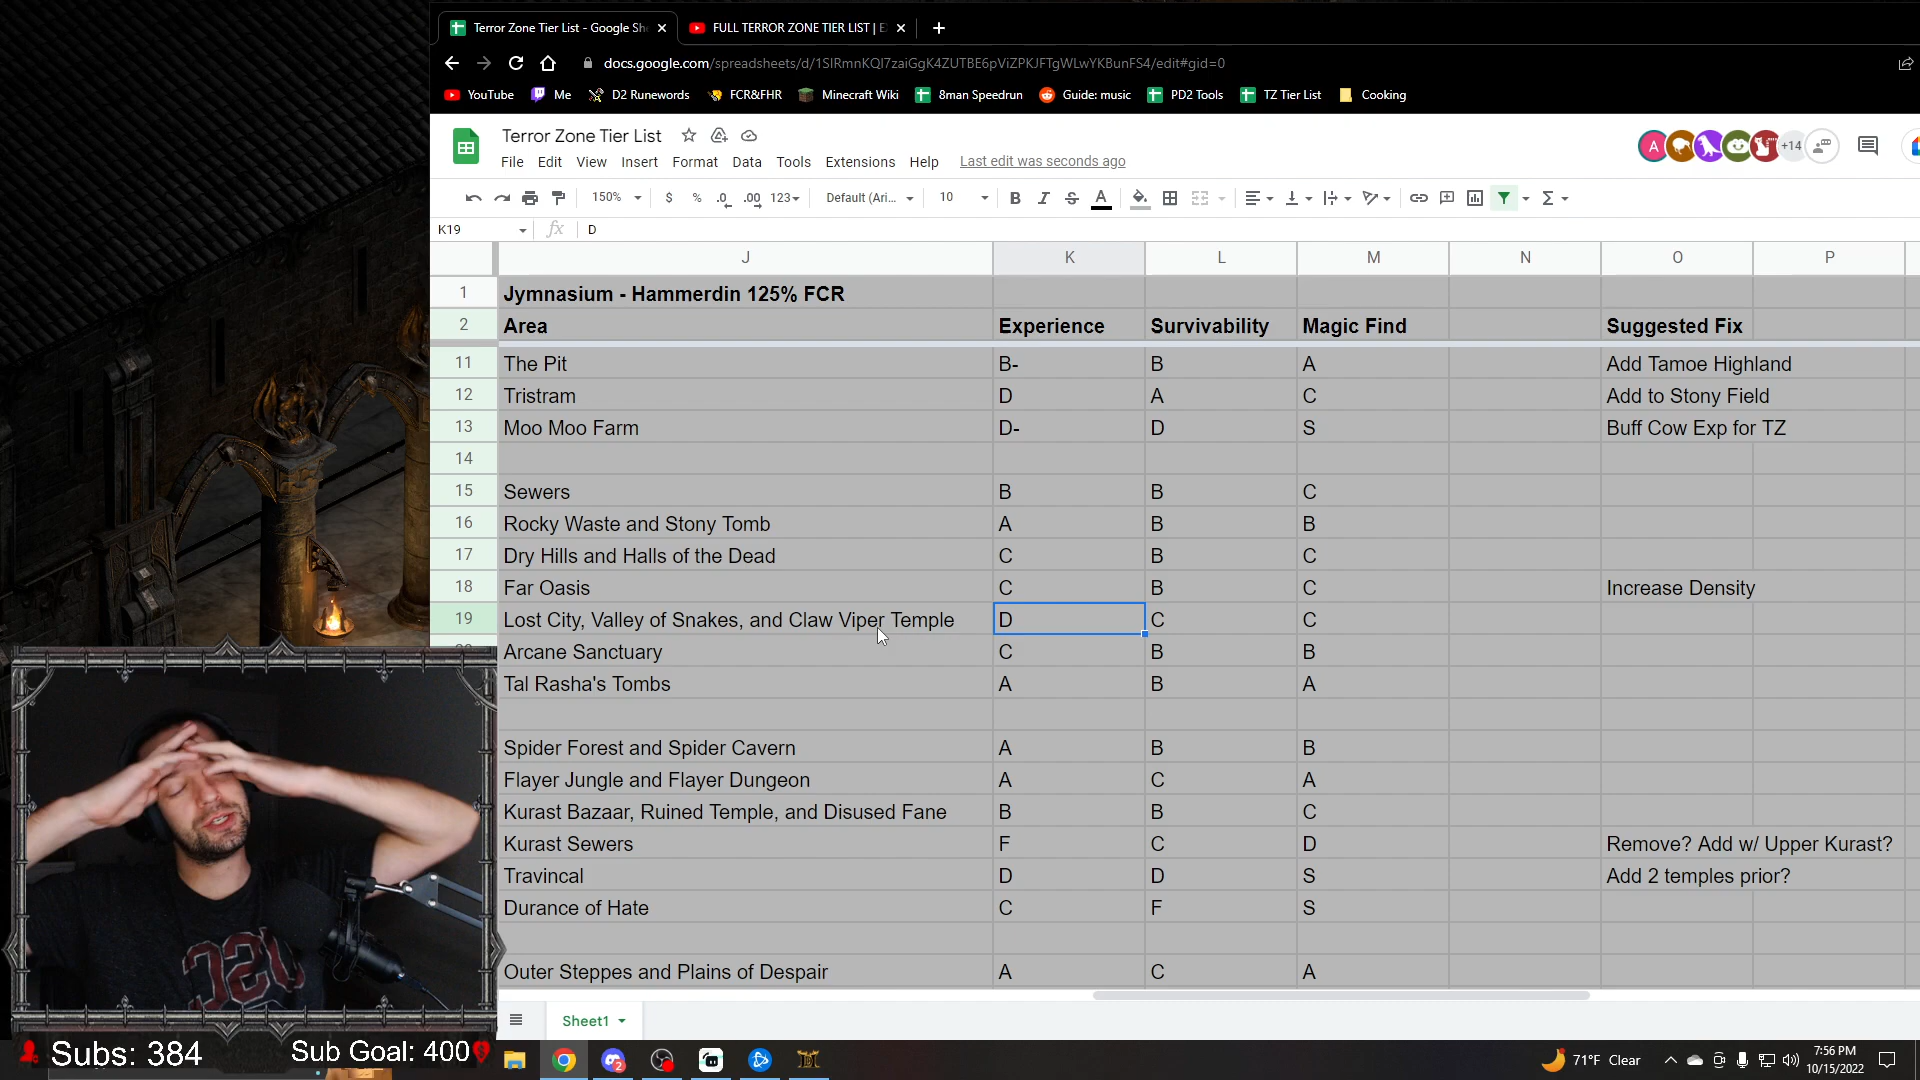 Terror Zone Tier List - Google She
FULL TERROR ZONE TIER LIST | E
docs.google.com/spreadsheets/d/1SIRmnKQI7zaiGgK4ZUTBE6pViZPKJFTgWLwYKBunFS4/edit#gid=0
YouTube Me D2 Runewords FCR&FHR Minecraft Wiki 8man Speedrun Guide: music PD2 Tools TZ Tier List Cooking
Terror Zone Tier List
A +14
File Edit View Insert Format Data Tools Extensions Help Last edit was seconds ago
150% $ % .0 .00 123 Default (Ari... 10 B I S A
K19 fx D
J K L M N O P
1 Jymnasium - Hammerdin 125% FCR
2 Area Experience Survivability Magic Find Suggested Fix
11 The Pit B- B A Add Tamoe Highland
12 Tristram D A C Add to Stony Field
13 Moo Moo Farm D- D S Buff Cow Exp for TZ
14
15 Sewers B B C
16 Rocky Waste and Stony Tomb A B B
17 Dry Hills and Halls of the Dead C B C
18 Far Oasis C B C Increase Density
19 Lost City, Valley of Snakes, and Claw Viper Temple D C C
Arcane Sanctuary C B B
Tal Rasha's Tombs A B A
Spider Forest and Spider Cavern A B B
Flayer Jungle and Flayer Dungeon A C A
Kurast Bazaar, Ruined Temple, and Disused Fane B B C
Kurast Sewers F C D Remove? Add w/ Upper Kurast?
Travincal D D S Add 2 temples prior?
Durance of Hate C F S
Outer Steppes and Plains of Despair A C A
Sheet1
Subs: 384 Sub Goal: 400
2
71°F Clear
7:56 PM
10/15/2022